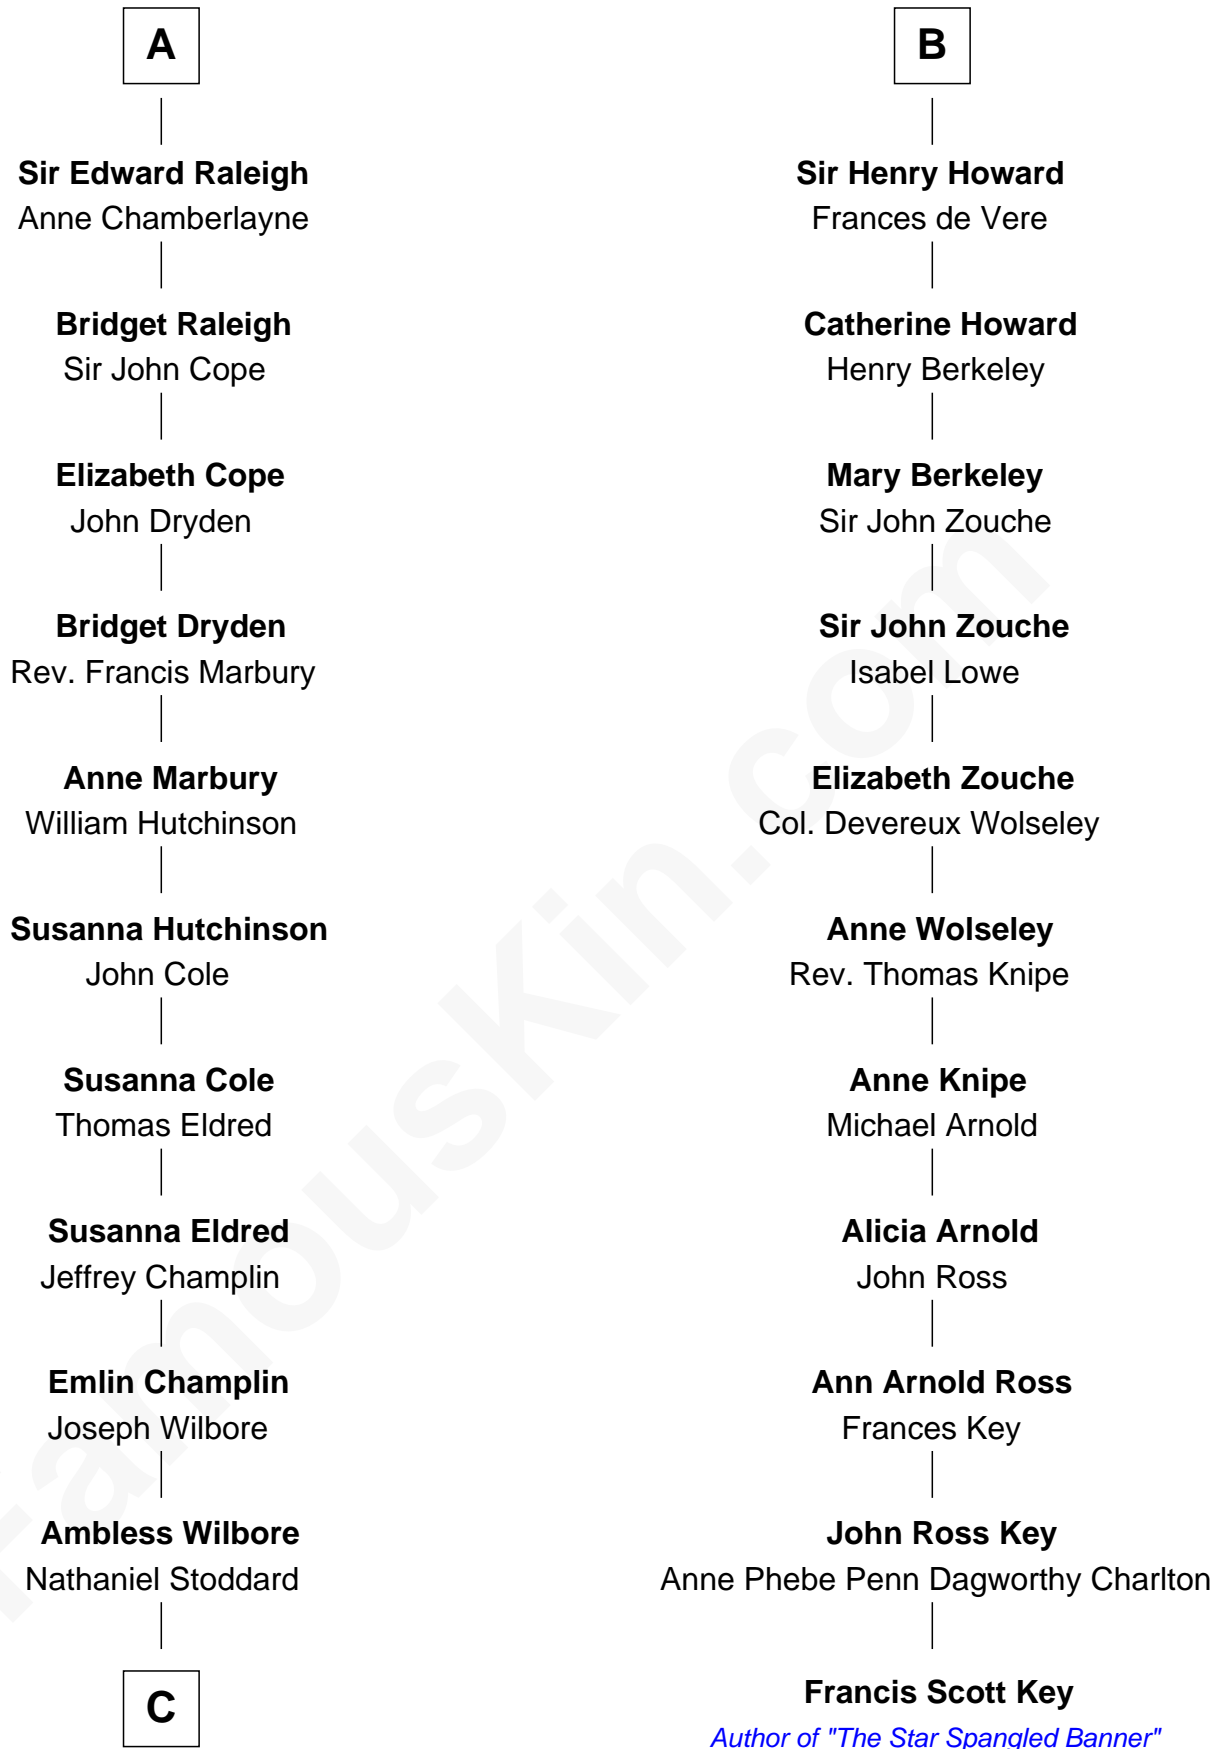 A
Sir Edward Raleigh
Anne Chamberlayne
Bridget Raleigh
Sir John Cope
Elizabeth Cope
John Dryden
Bridget Dryden
Rev. Francis Marbury
Anne Marbury
William Hutchinson
Susanna Hutchinson
John Cole
Susanna Cole
Thomas Eldred
Susanna Eldred
Jeffrey Champlin
Emlin Champlin
Joseph Wilbore
Ambless Wilbore
Nathaniel Stoddard
C
B
Sir Henry Howard
Frances de Vere
Catherine Howard
Henry Berkeley
Mary Berkeley
Sir John Zouche
Sir John Zouche
Isabel Lowe
Elizabeth Zouche
Col. Devereux Wolseley
Anne Wolseley
Rev. Thomas Knipe
Anne Knipe
Michael Arnold
Alicia Arnold
John Ross
Ann Arnold Ross
Frances Key
John Ross Key
Anne Phebe Penn Dagworthy Charlton
Francis Scott Key
Author of "The Star Spangled Banner"
FamousKin.com